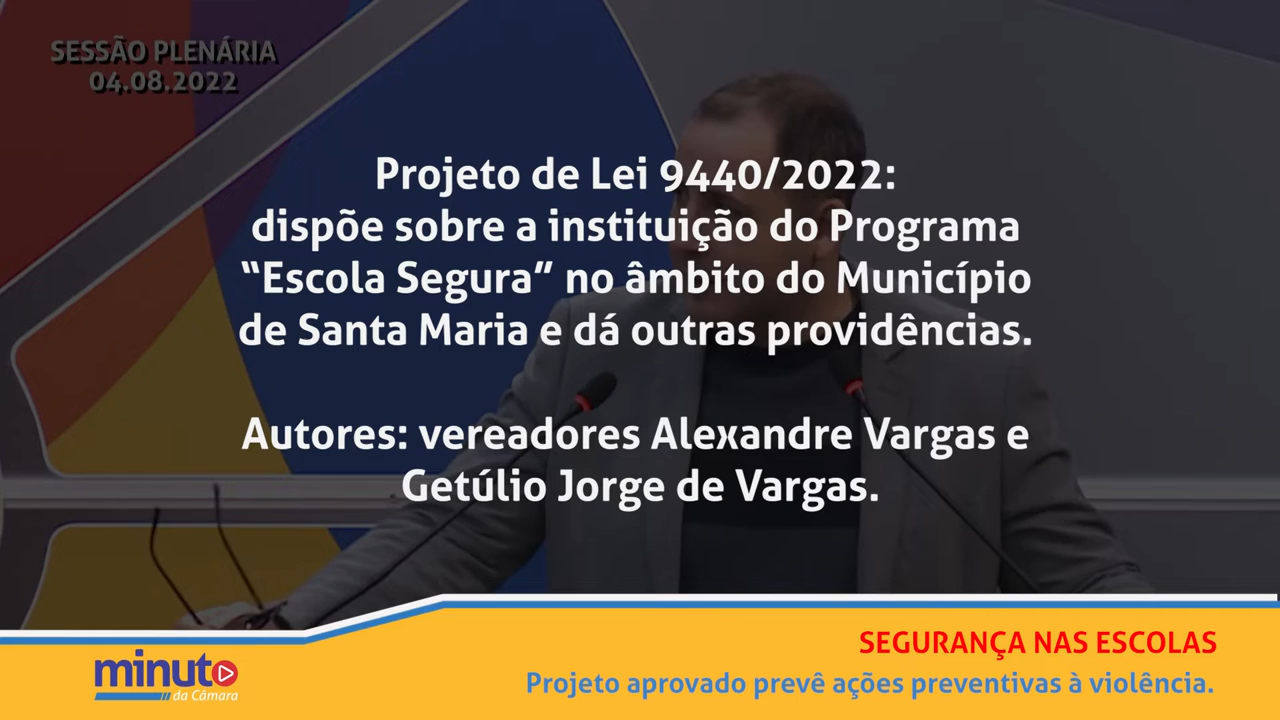 SESSÃO PLENÁRIA
04.08.2022
Projeto de Lei 9440/2022:
dispõe sobre a instituição do Programa
“Escola Segura” no âmbito do Município
de Santa Maria e dá outras providências.
Autores: vereadores Alexandre Vargas e
Getúlio Jorge de Vargas.
SEGURANÇA NAS ESCOLAS
Projeto aprovado prevê ações preventivas à violência.
minuto
da Câmara